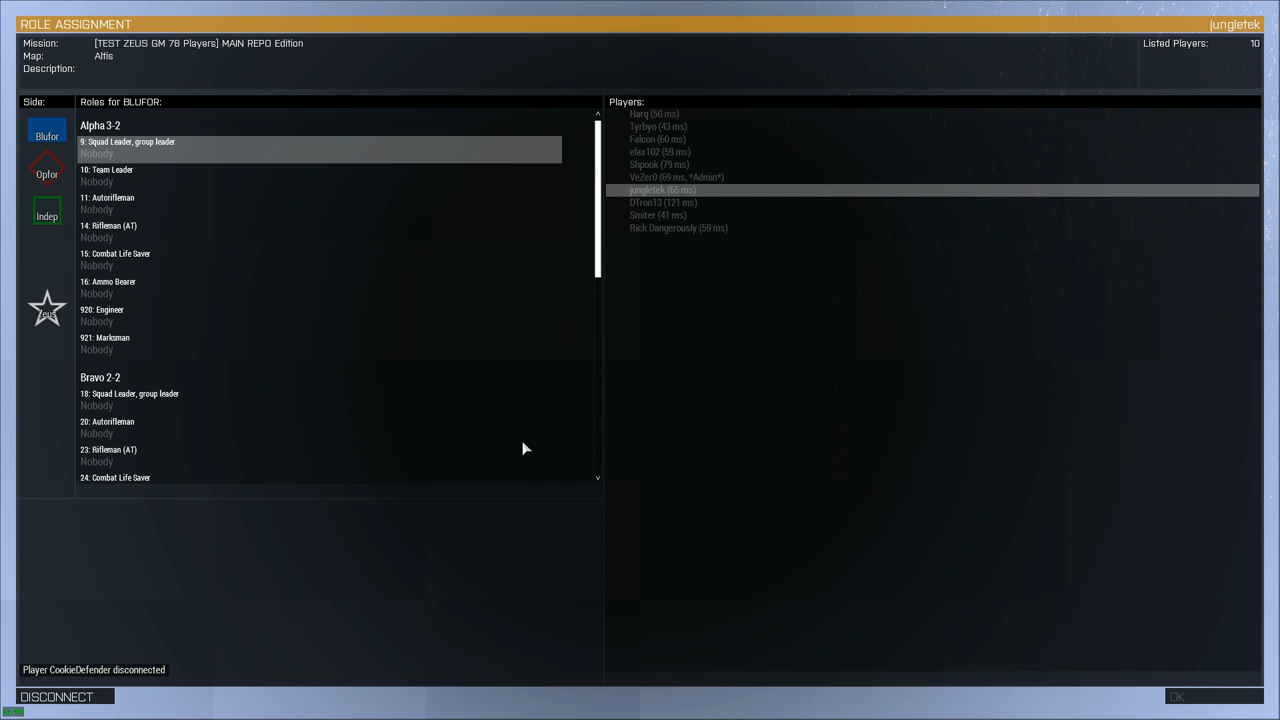 ROLE ASSIGNMENT
jungletek
Mission: [TEST ZEUS GM 78 Players] MAIN REPO Edition
Listed Players: 10
Map: Altis
Description:
Side:
Blufor
Opfor
Indep
Zeus
Roles for BLUFOR:
Alpha 3-2
9: Squad Leader, group leader
Nobody
10: Team Leader
Nobody
11: Autorifleman
Nobody
14: Rifleman (AT)
Nobody
15: Combat Life Saver
Nobody
16: Ammo Bearer
Nobody
920: Engineer
Nobody
921: Marksman
Nobody
Bravo 2-2
18: Squad Leader, group leader
Nobody
20: Autorifleman
Nobody
23: Rifleman (AT)
Nobody
24: Combat Life Saver
Players:
Harq (50 ms)
Tyrbyo (43 ms)
Falcon (60 ms)
elax102 (59 ms)
Shpook (79 ms)
VeZer0 (69 ms, *Admin*)
jungletek (65 ms)
DTron13 (121 ms)
Smiter (41 ms)
Rick Dangerously (59 ms)
Player CookieDefender disconnected
DISCONNECT
OK